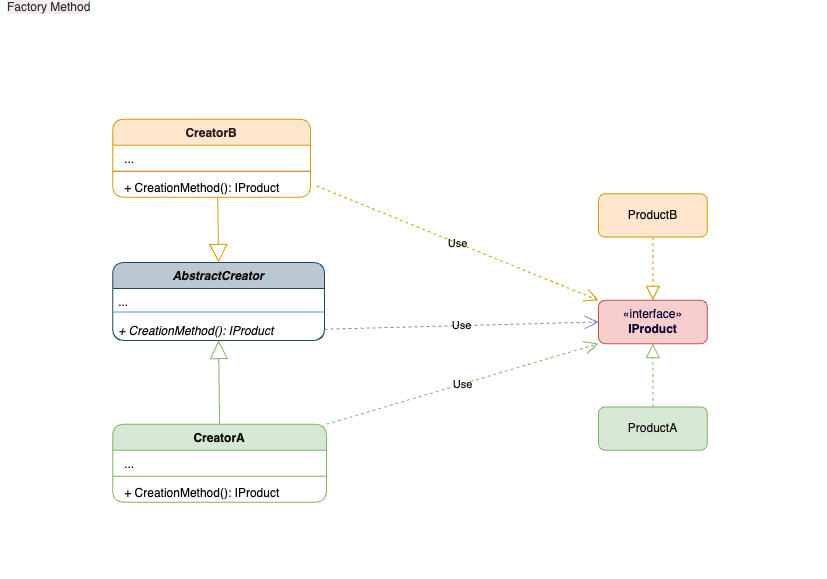 Factory Method
CreatorB
...
+ CreationMethod(): IProduct
Use
ProductB
AbstractCreator
...
+ CreationMethod(): IProduct
Use
«interface»
IProduct
Use
CreatorA
...
+ CreationMethod(): IProduct
ProductA